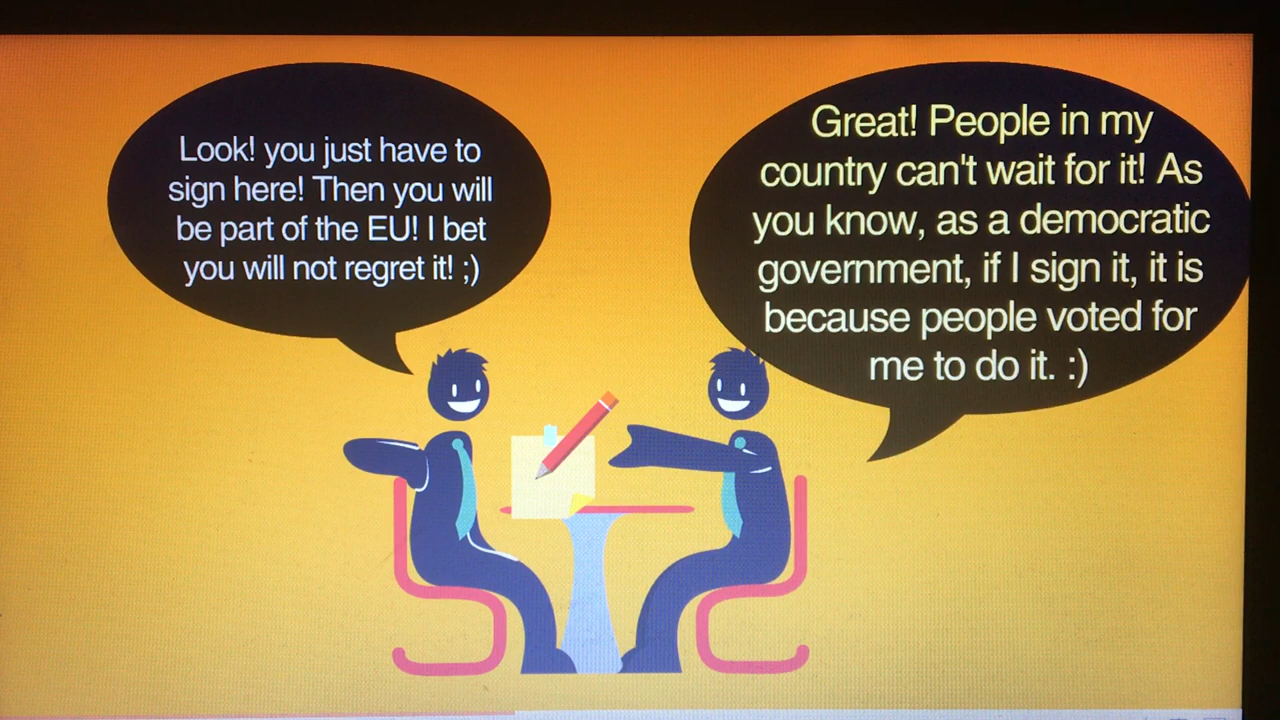 Look! you just have to
sign here! Then you will
be part of the EU! I bet
you will not regret it! ;)
Great! People in my
country can't wait for it! As
you know, as a democratic
government, if I sign it, it is
because people voted for
me to do it. :)